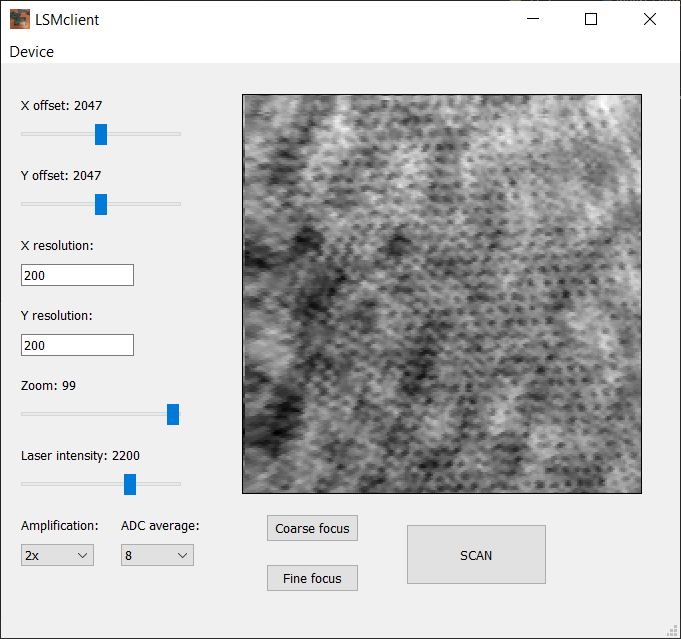 LSMclient
Device
X offset: 2047
Y offset: 2047
X resolution:
200
Y resolution:
200
Zoom: 99
Laser intensity: 2200
Amplification: ADC average:
2x 8
Coarse focus
Fine focus
SCAN